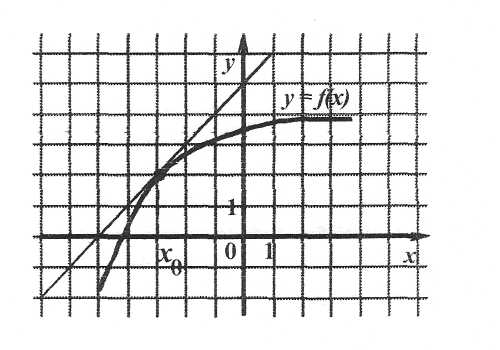 y
y = f(x)
1
x₀ 0 1 x